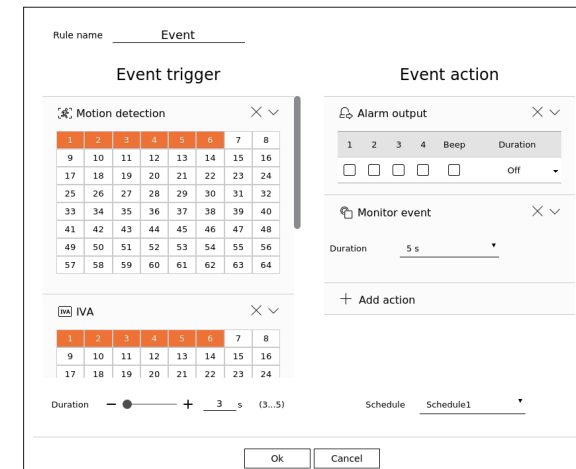 Rule name Event
Event trigger
Motion detection
1 2 3 4 5 6 7 8
9 10 11 12 13 14 15 16
17 18 19 20 21 22 23 24
25 26 27 28 29 30 31 32
33 34 35 36 37 38 39 40
41 42 43 44 45 46 47 48
49 50 51 52 53 54 55 56
57 58 59 60 61 62 63 64
IVA IVA
1 2 3 4 5 6 7 8
9 10 11 12 13 14 15 16
17 18 19 20 21 22 23 24
Duration 3 s (3...5)
Event action
Alarm output
1 2 3 4 Beep Duration
Off
Monitor event
Duration 5 s
+ Add action
Schedule Schedule1
Ok Cancel